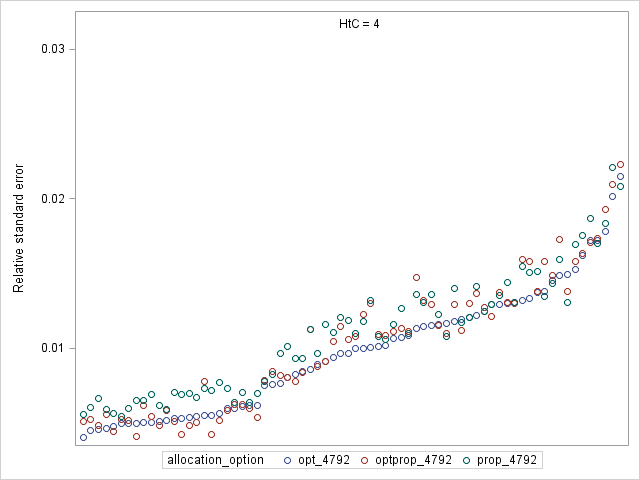 HtC = 4
0.03
0.02
0.01
Relative standard error
allocation_option opt_4792 optprop_4792 prop_4792